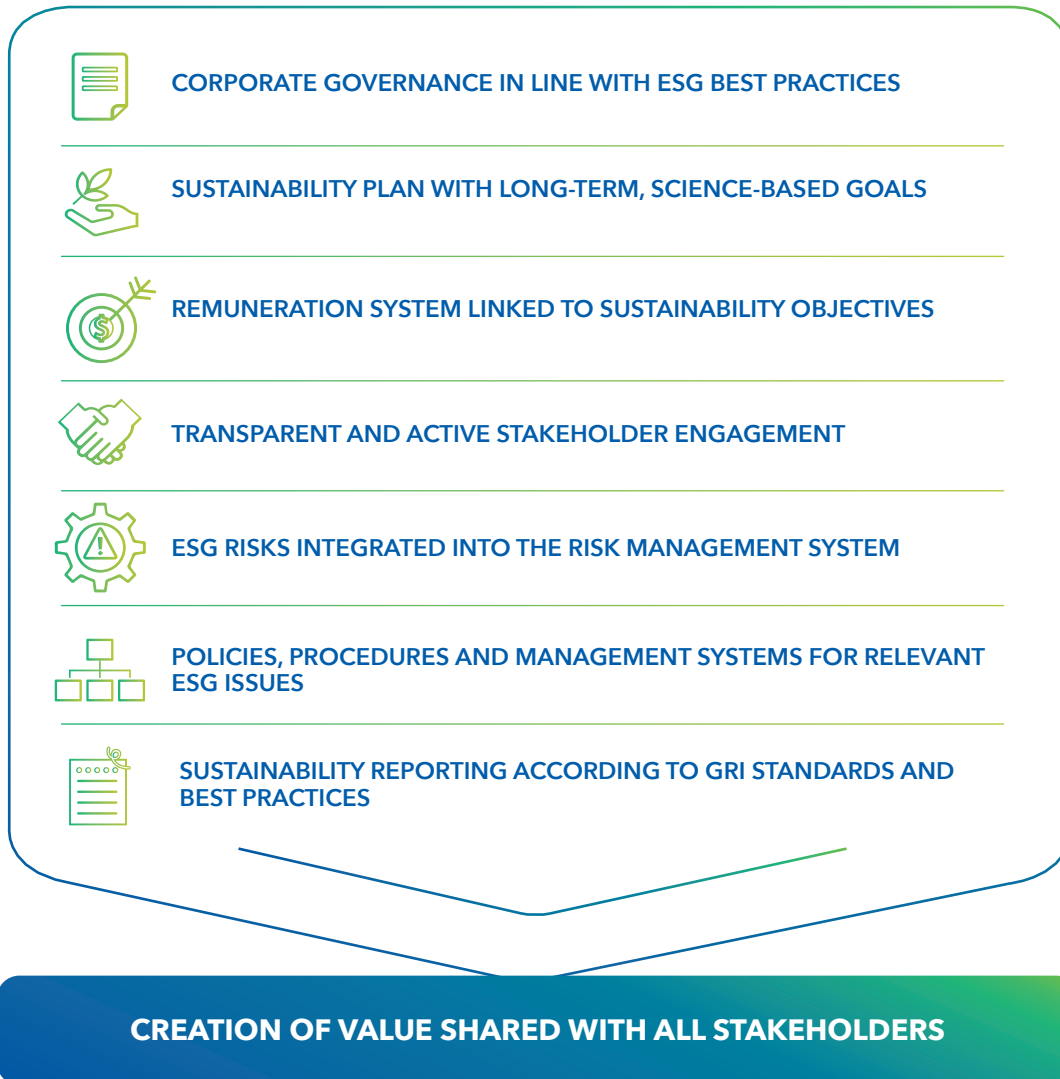 CORPORATE GOVERNANCE IN LINE WITH ESG BEST PRACTICES
SUSTAINABILITY PLAN WITH LONG-TERM, SCIENCE-BASED GOALS
$
REMUNERATION SYSTEM LINKED TO SUSTAINABILITY OBJECTIVES
TRANSPARENT AND ACTIVE STAKEHOLDER ENGAGEMENT
!
ESG RISKS INTEGRATED INTO THE RISK MANAGEMENT SYSTEM
POLICIES, PROCEDURES AND MANAGEMENT SYSTEMS FOR RELEVANT
ESG ISSUES
SUSTAINABILITY REPORTING ACCORDING TO GRI STANDARDS AND
BEST PRACTICES
CREATION OF VALUE SHARED WITH ALL STAKEHOLDERS